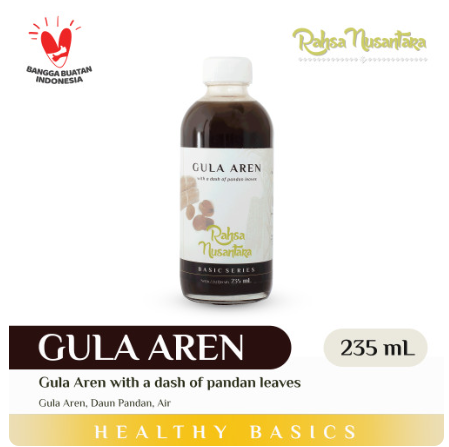 BANGGA BUATAN
INDONESIA
Rahsa Nusantara
GULA AREN
with a dash of pandan leaves
Rahsa
Nusantara
BASIC SERIES
235 mL
GULA AREN
235 mL
Gula Aren with a dash of pandan leaves
Gula Aren, Daun Pandan, Air
HEALTHY BASICS